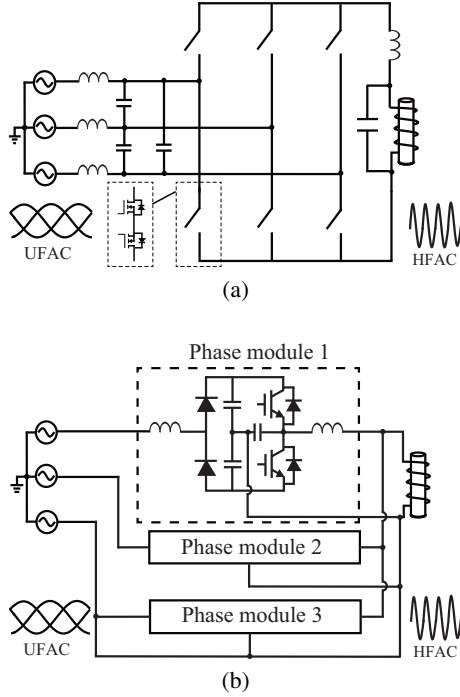 UFAC
HFAC
(a)
Phase module 1
Phase module 2
Phase module 3
UFAC
HFAC
(b)